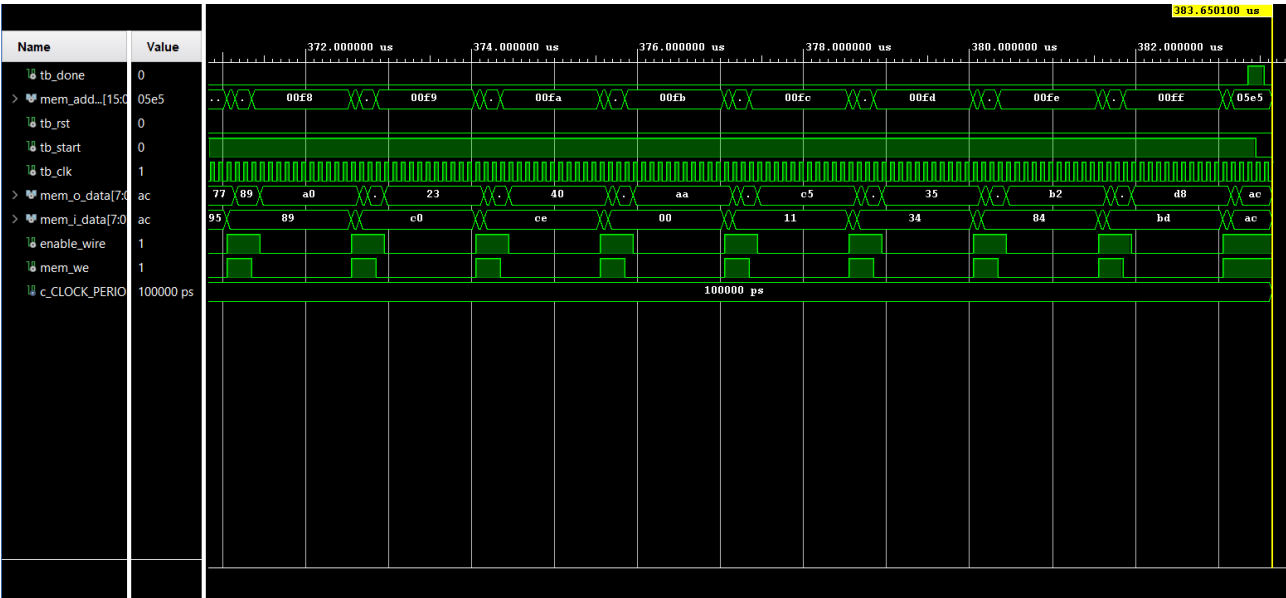 383.650100 us
Name Value
372.000000 us 374.000000 us 376.000000 us 378.000000 us 380.000000 us 382.000000 us
tb_done 0
mem_add...[15:0 05e5 .. . 00f8 . 00f9 . 00fa . 00fb . 00fc . 00fd . 00fe . 00ff 05e5
tb_rst 0
tb_start 0
tb_clk 1
mem_o_data[7:0 ac 77 89 a0 . 23 . 40 . aa . c5 . 35 . b2 . d8 ac
mem_i_data[7:0 ac 95 89 c0 ce 00 11 34 84 bd ac
enable_wire 1
mem_we 1
c_CLOCK_PERIO 100000 ps 100000 ps